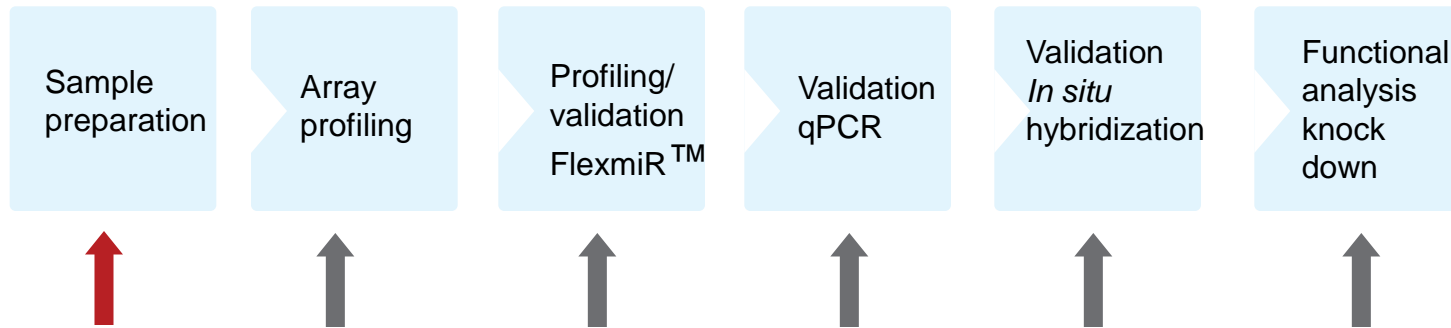 Sample
preparation
Array
profiling
Profiling/
validation
FlexmiR™
Validation
qPCR
Validation
In situ
hybridization
Functional
analysis
knock
down